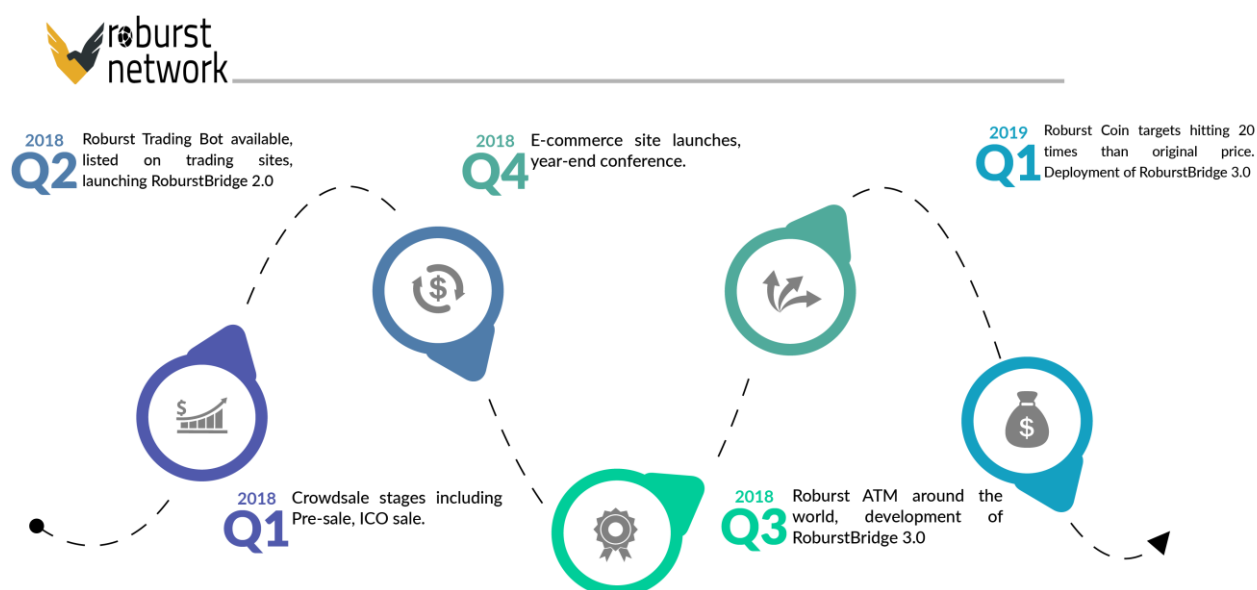 roburst
network
2018
Q2
Roburst Trading Bot available,
listed on trading sites,
launching RoburstBridge 2.0
2018
Q4
E-commerce site launches,
year-end conference.
2019
Q1
Roburst Coin targets hitting 20
times than original price.
Deployment of RoburstBridge 3.0
$
$
$
2018
Q1
Crowdsale stages including
Pre-sale, ICO sale.
2018
Q3
Roburst ATM around the
world, development of
RoburstBridge 3.0